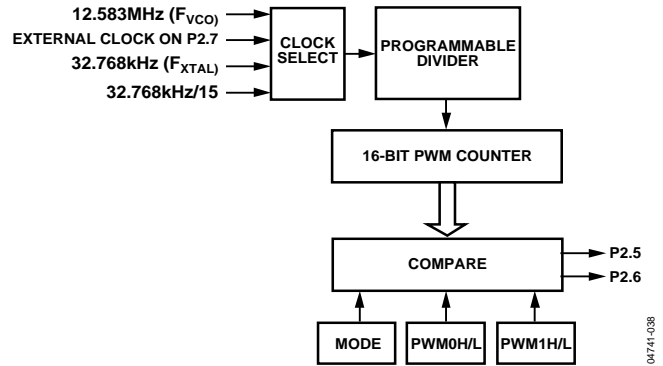 12.583MHz (FVCO)
EXTERNAL CLOCK ON P2.7
32.768kHz (FXTAL)
32.768kHz/15
CLOCK
SELECT
PROGRAMMABLE
DIVIDER
16-BIT PWM COUNTER
COMPARE
P2.5
P2.6
MODE
PWM0H/L
PWM1H/L
04741-038